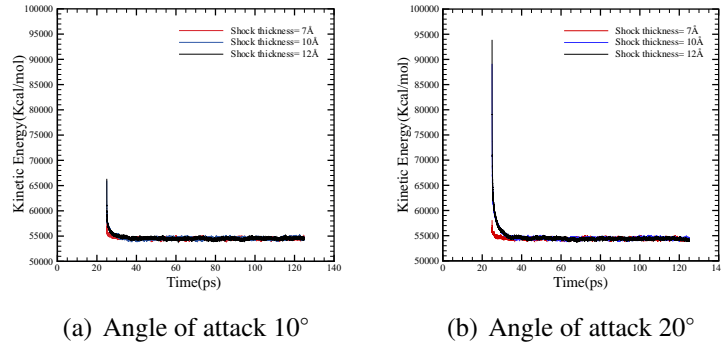 100000
95000
90000
85000
80000
75000
70000
65000
60000
55000
50000
Kinetic Energy(Kcal/mol)
Shock thickness= 7Å
Shock thickness= 10Å
Shock thickness= 12Å
0 20 40 60 80 100 120 140
Time(ps)
(a) Angle of attack 10°
100000
95000
90000
85000
80000
75000
70000
65000
60000
55000
50000
Kinetic Energy(Kcal/mol)
Shock thickness= 7Å
Shock thickness= 10Å
Shock thickness= 12Å
0 20 40 60 80 100 120 140
Time(ps)
(b) Angle of attack 20°